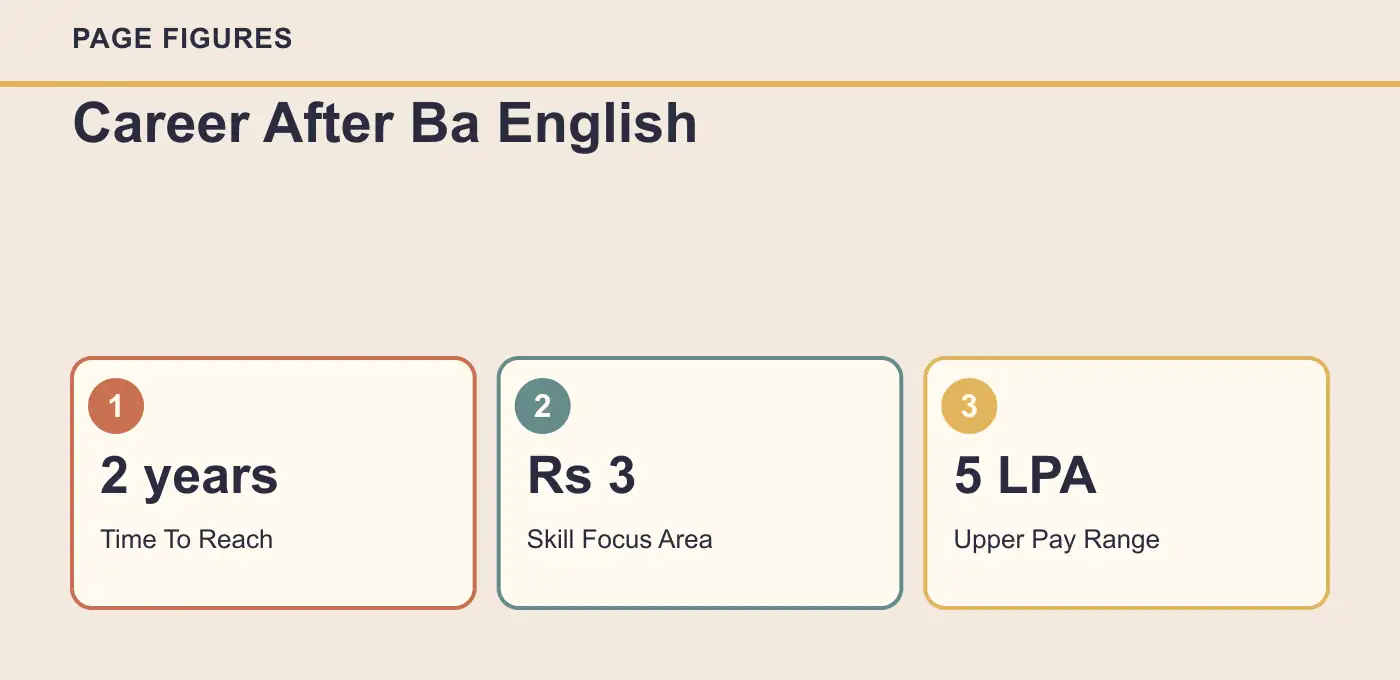 PAGE FIGURES
Career After Ba English
1
2 years
Time To Reach
2
Rs 3
Skill Focus Area
3
5 LPA
Upper Pay Range